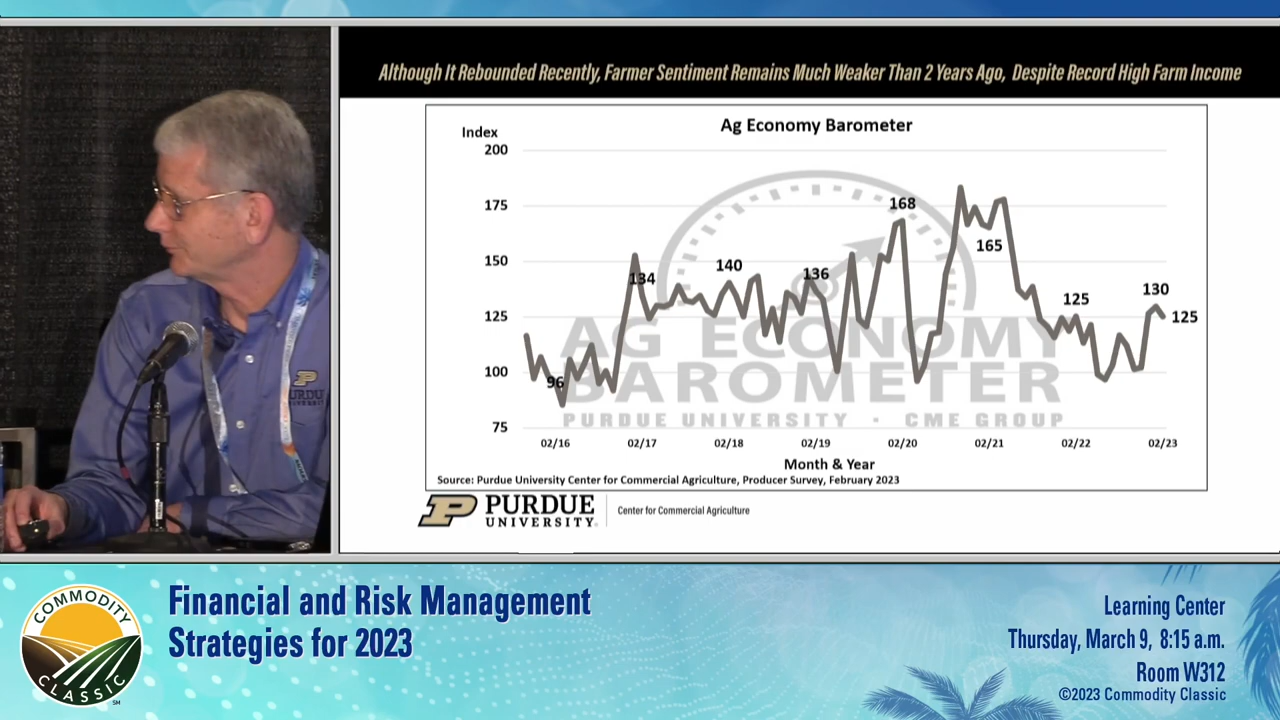 Although It Rebounded Recently, Farmer Sentiment Remains Much Weaker Than 2 Years Ago, Despite Record High Farm Income
Ag Economy Barometer
Index
200
175
150
125
100
75
96
134
140
136
168
165
125
130
125
AG ECONOMY
BAROMETER
PURDUE UNIVERSITY · CME GROUP
02/16 02/17 02/18 02/19 02/20 02/21 02/22 02/23
Month & Year
Source: Purdue University Center for Commercial Agriculture, Producer Survey, February 2023
P PURDUE
UNIVERSITY.
Center for Commercial Agriculture
P
COMMODITY
CLASSIC
SM
Financial and Risk Management
Strategies for 2023
Learning Center
Thursday, March 9, 8:15 a.m.
Room W312
©2023 Commodity Classic